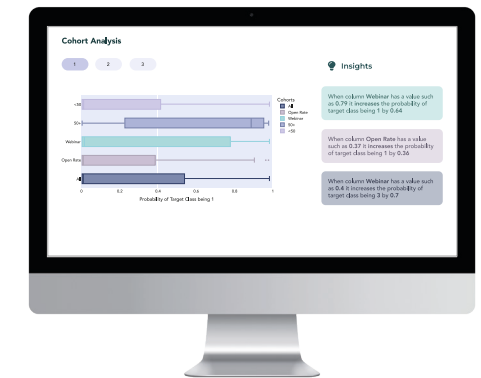 Cohort Analysis
1 2 3
Insights
<50
50+
Webinar
Open Rate
All
0 0.2 0.4 0.6 0.8 1
Probability of Target Class being 1
Cohorts
All
Open Rate
Webinar
50+
<50
When column Webinar has a value such
as 0.79 it increases the probability
of target class being 1 by 0.64
When column Open Rate has a value
such as 0.37 it increases the probability
of target class being 1 by 0.36
When column Webinar has a value such
as 0.4 it increases the probability of
target class being 3 by 0.7